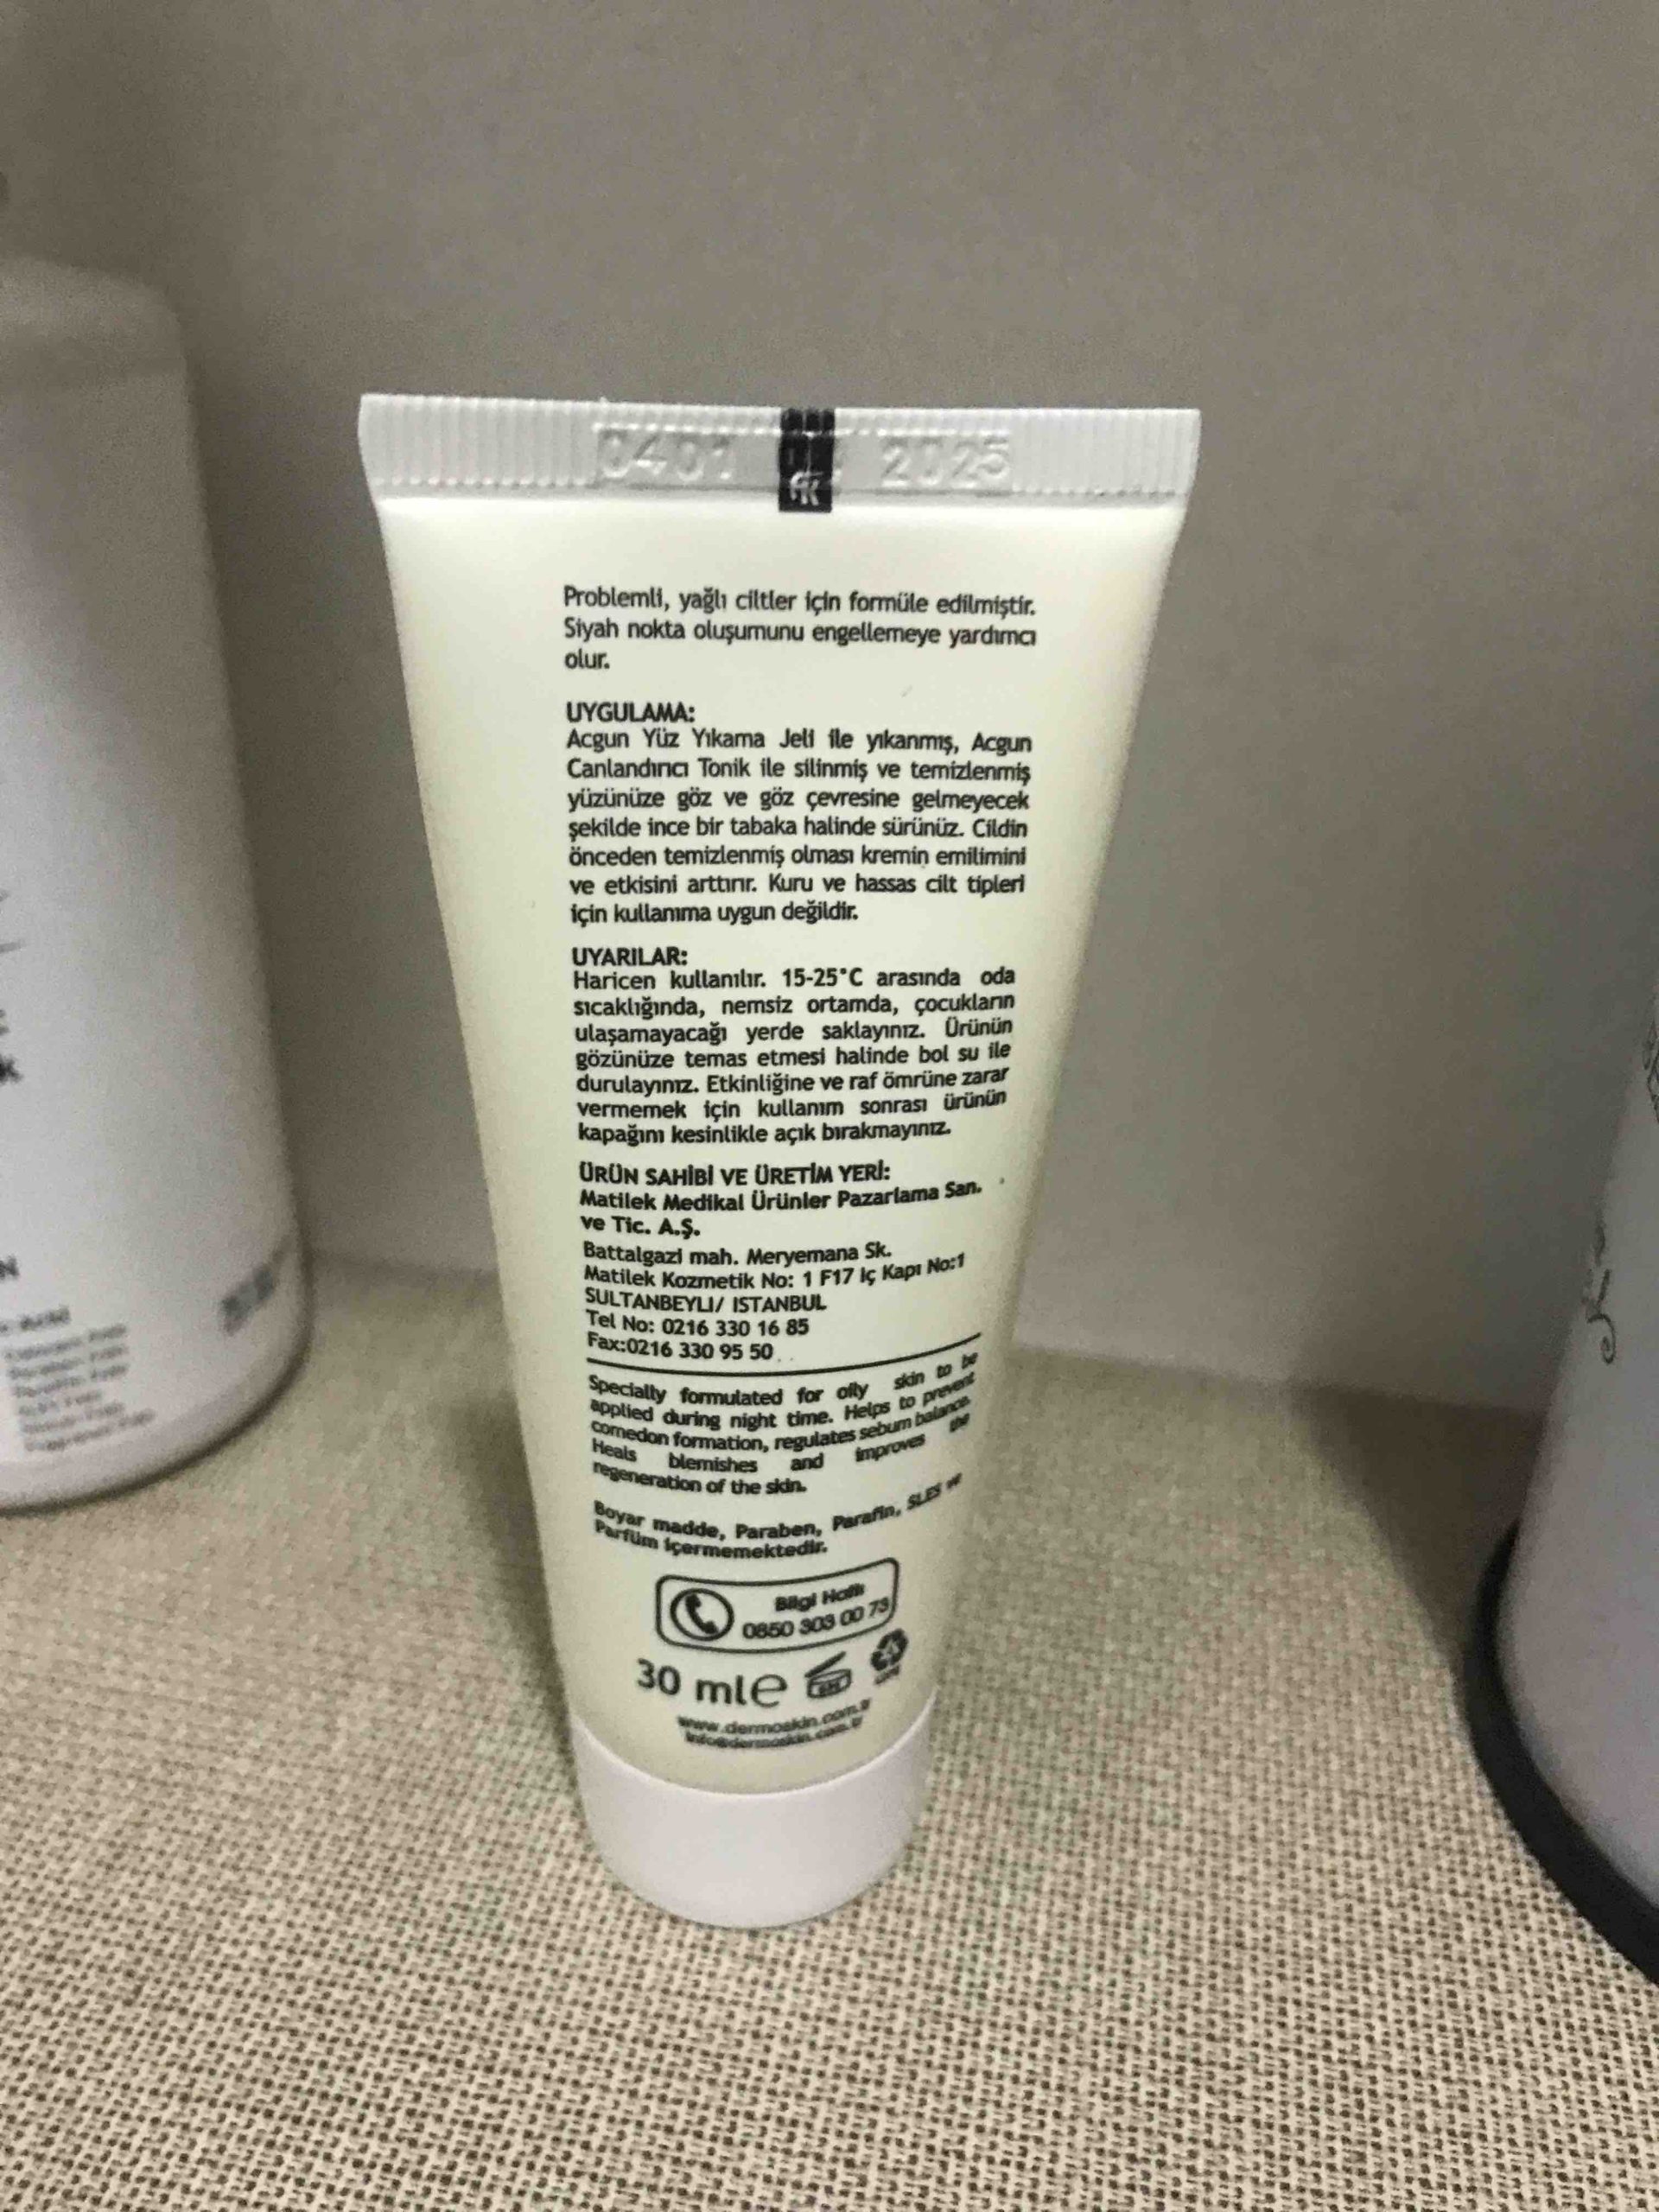 0401 2025
Problemli, yağlı ciltler için formüle edilmiştir.
Siyah nokta oluşumunu engellemeye yardımcı
olur.
UYGULAMA:
Acgun Yüz Yıkama Jeli ile yıkanmış, Acgun
Canlandırıcı Tonik ile silinmiş ve temizlenmiş
yüzünüze göz ve göz çevresine gelmeyecek
şekilde ince bir tabaka halinde sürünüz. Cildin
önceden temizlenmiş olması kremin emilimini
ve etkisini arttırır. Kuru ve hassas cilt tipleri
için kullanıma uygun değildir.
UYARILAR:
Haricen kullanılır. 15-25°C arasında oda
sıcaklığında, nemsiz ortamda, çocukların
ulaşamayacağı yerde saklayınız. Ürünün
gözünüze temas etmesi halinde bol su ile
durulayınız. Etkinliğine ve raf ömrüne zarar
vermemek için kullanım sonrası ürünün
kapağını kesinlikle açık bırakmayınız.
ÜRÜN SAHİBİ VE ÜRETİM YERİ:
Matilek Medikal Ürünler Pazarlama San.
ve Tic. A.Ş.
Battalgazi mah. Meryemana Sk.
Matilek Kozmetik No: 1 F17 iç Kapı No:1
SULTANBEYLI/ ISTANBUL
Tel No: 0216 330 16 85
Fax:0216 330 95 50
Specially formulated for oily skin to be
applied during night time. Helps to prevent
comedon formation, regulates sebum balance.
Heals blemishes and improves the
regeneration of the skin.
Boyar madde, Paraben, Parafin, SLES ve
Parfüm içermemektedir.
Bilgi Hattı
0850 303 00 73
30 ml e
www.dermoskin.com.tr
info@dermoskin.com.tr